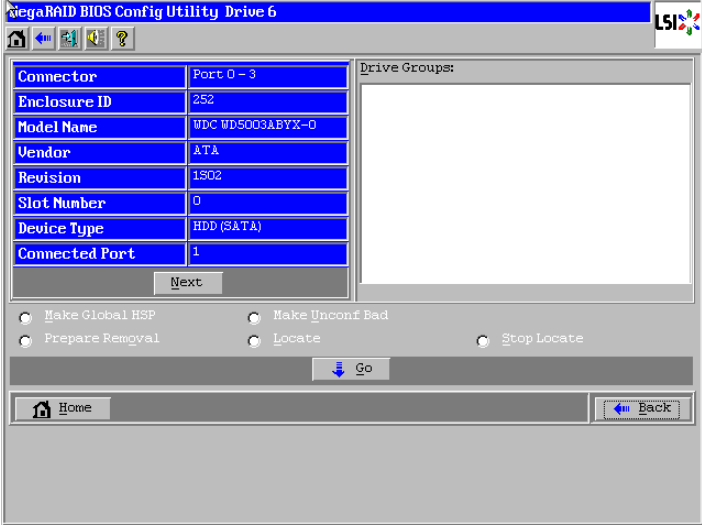 MegaRAID BIOS Config Utility Drive 6
LSI
Connector Port 0 - 3
Enclosure ID 252
Model Name WDC WD5003ABYX-0
Vendor ATA
Revision 1S02
Slot Number 0
Device Type HDD (SATA)
Connected Port 1
Next
Drive Groups:
Make Global HSP Make Unconf Bad
Prepare Removal Locate Stop Locate
Go
Home Back